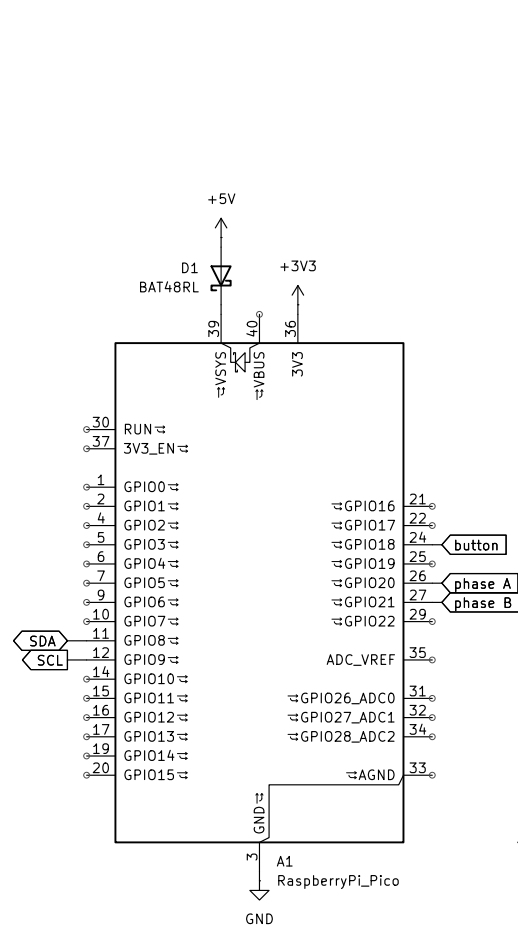 +5V
D1
BAT48RL
+3V3
39
40
36
VSYS
VBUS
3V3
30 RUN
37 3V3_EN
1 GPIO0
2 GPIO1
4 GPIO2
5 GPIO3
6 GPIO4
7 GPIO5
9 GPIO6
10 GPIO7
SDA 11 GPIO8
SCL 12 GPIO9
14 GPIO10
15 GPIO11
16 GPIO12
17 GPIO13
19 GPIO14
20 GPIO15
GPIO16 21
GPIO17 22
GPIO18 24 button
GPIO19 25
GPIO20 26 phase A
GPIO21 27 phase B
GPIO22 29
ADC_VREF 35
GPIO26_ADC0 31
GPIO27_ADC1 32
GPIO28_ADC2 34
AGND 33
GND
3
A1
RaspberryPi_Pico
GND